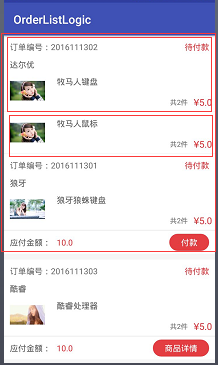 OrderListLogic
订单编号：2016111302 待付款
达尔优
牧马人键盘
共2件 ¥5.0
牧马人鼠标
共2件 ¥5.0
订单编号：2016111301 待付款
狼牙
狼牙狼蛛键盘
共2件 ¥5.0
应付金额： 10.0 付款
订单编号：2016111303 待付款
酷睿
酷睿处理器
共2件 ¥5.0
应付金额： 10.0 商品详情